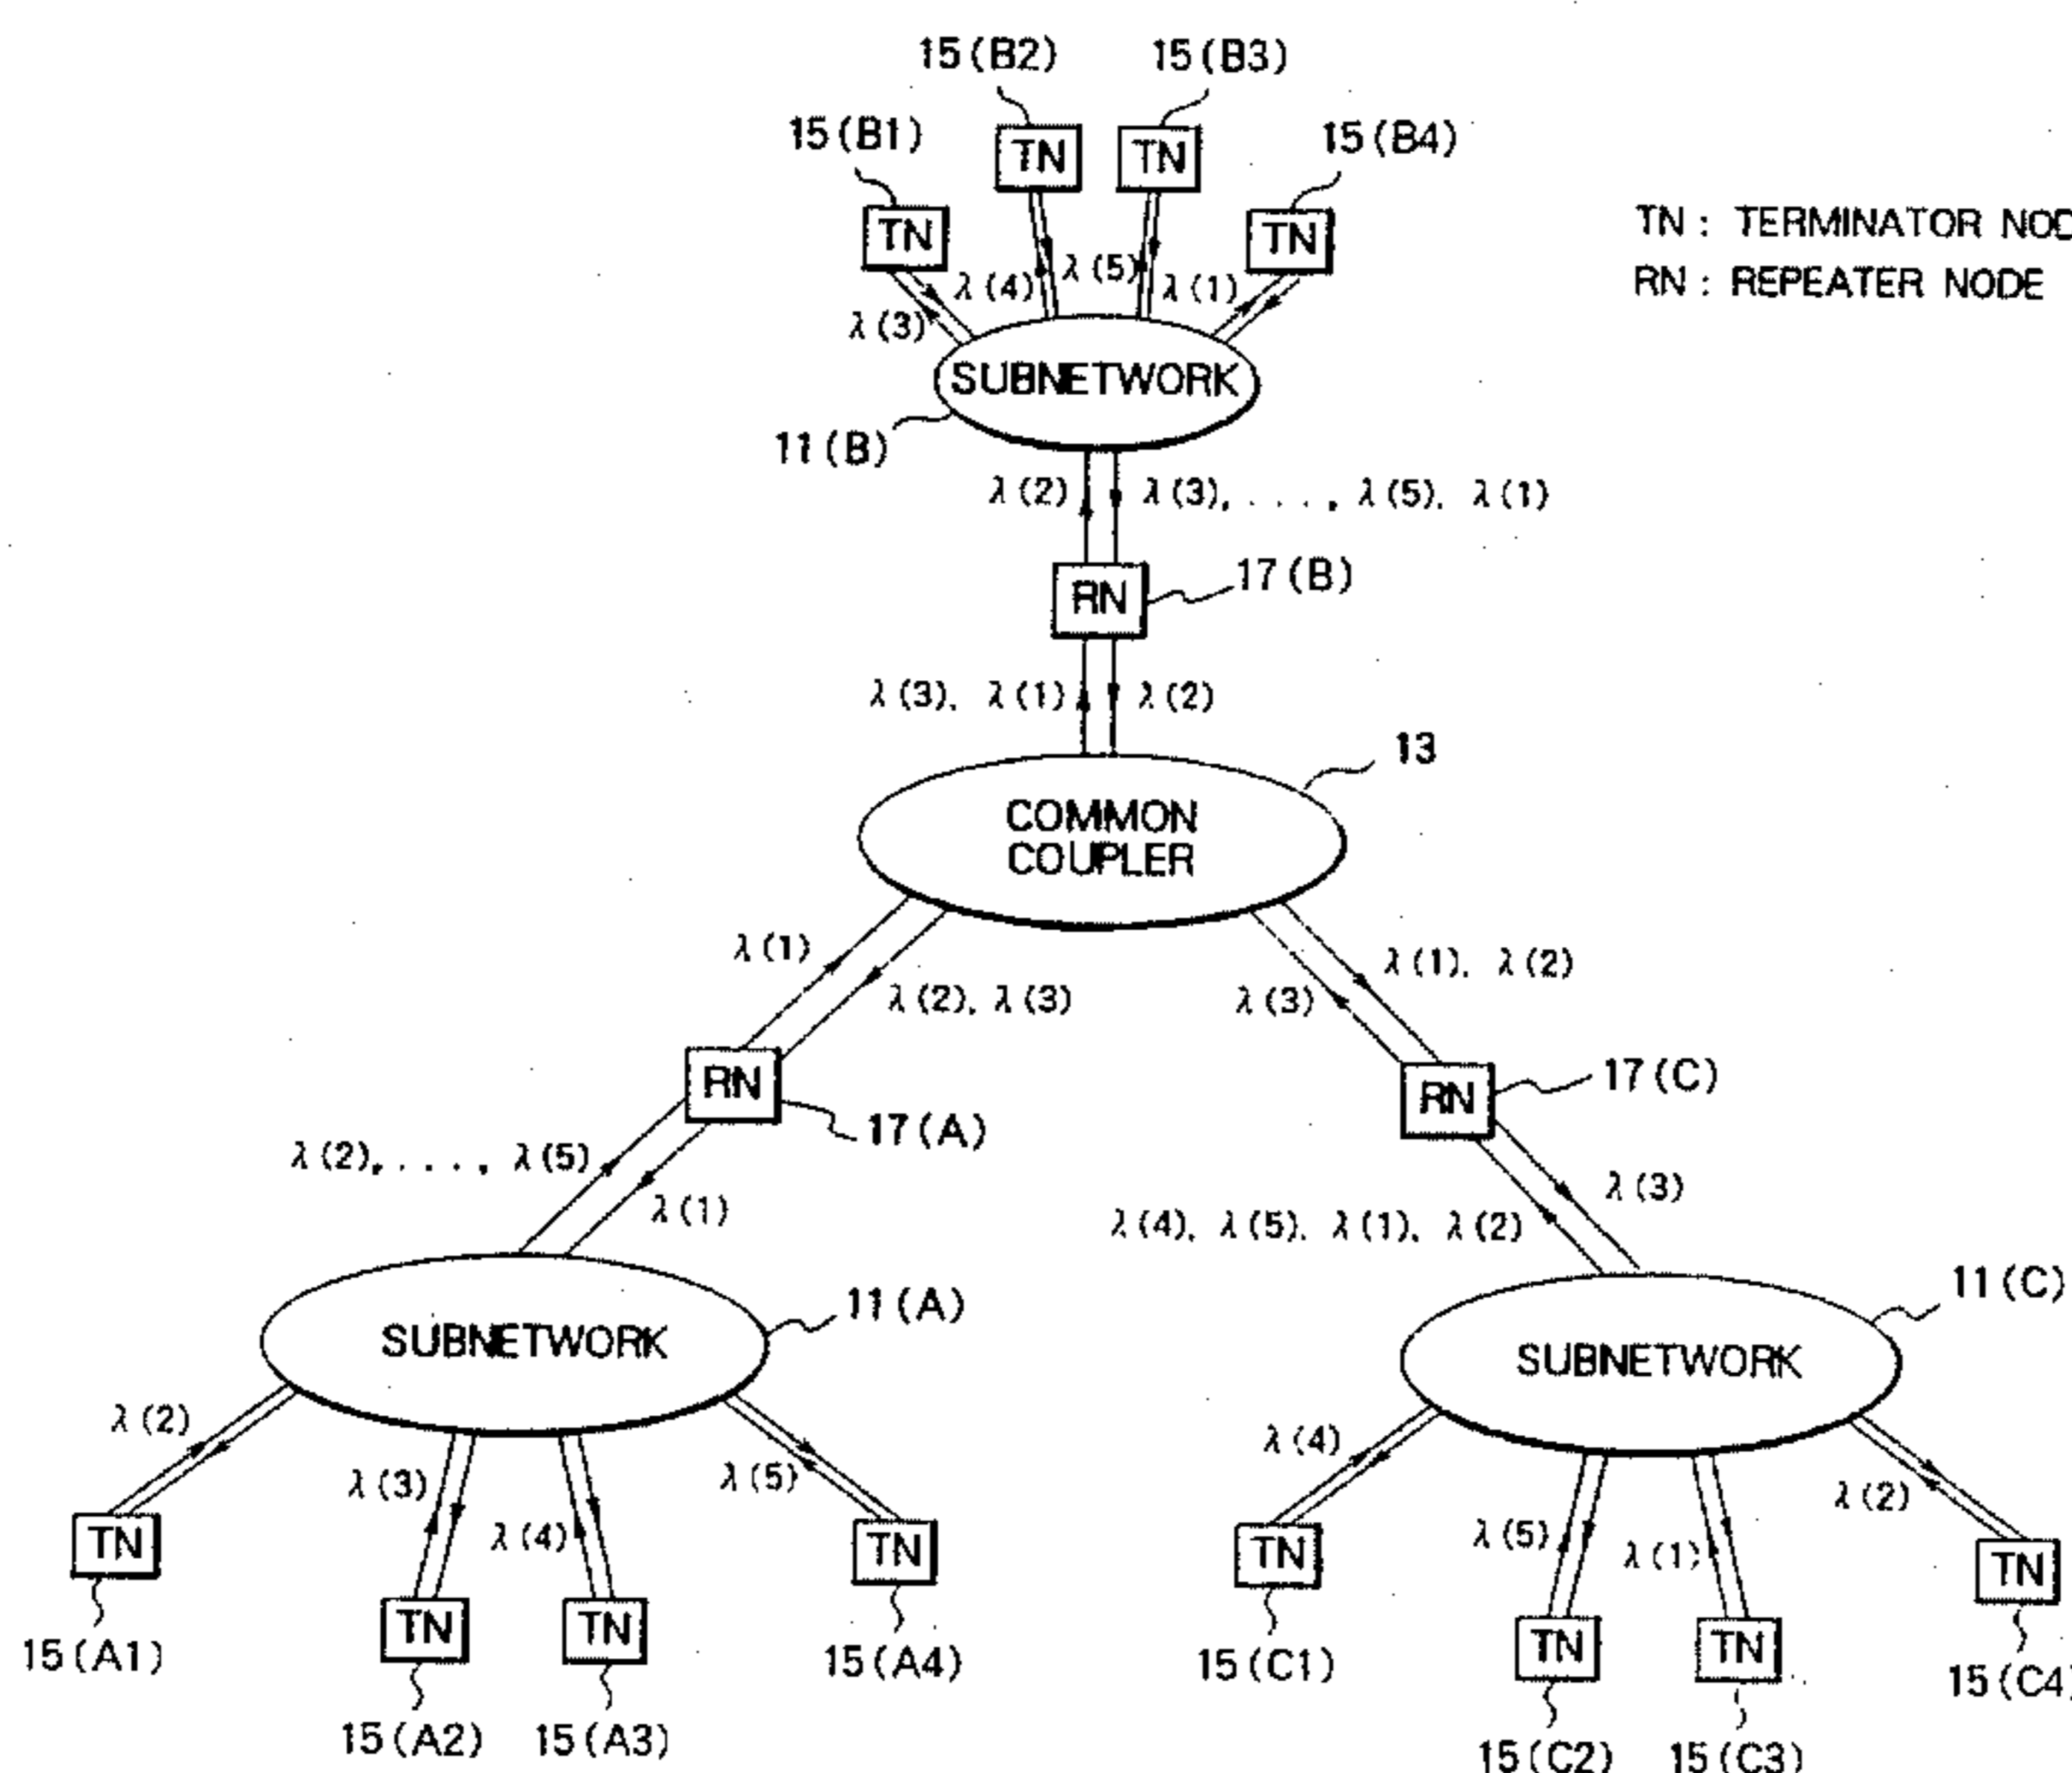 15(B2)
15(B3)
15(B1)
15(B4)
TN
TN
TN
TN
TN : TERMINATOR NOD
RN : REPEATER NODE
λ(4)
λ(5)
λ(1)
λ(3)
SUBNETWORK
11(B)
λ(2)
λ(3), . . . , λ(5), λ(1)
RN
17(B)
λ(3), λ(1)
λ(2)
13
COMMON
COUPLER
λ(1)
λ(2), λ(3)
λ(1), λ(2)
λ(3)
RN
17(A)
RN
17(C)
λ(2), . . . , λ(5)
λ(1)
λ(3)
λ(4), λ(5), λ(1), λ(2)
11(A)
11(C)
SUBNETWORK
SUBNETWORK
λ(2)
λ(3)
λ(4)
λ(5)
λ(4)
λ(5)
λ(1)
λ(2)
TN
TN
TN
TN
TN
TN
TN
TN
15(A1)
15(A4)
15(C1)
15(C4)
15(A2)
15(A3)
15(C2)
15(C3)